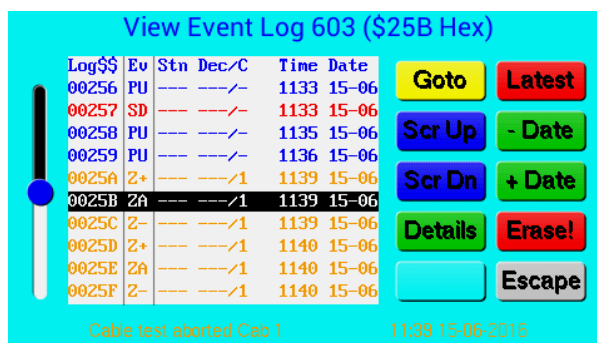 View Event Log 603 ($25B Hex)
Log$$ Ev Stn Dec/C Time Date
00256 PU --- ---/- 1133 15-06
00257 SD --- ---/- 1133 15-06
00258 PU --- ---/- 1135 15-06
00259 PU --- ---/- 1136 15-06
0025A Z+ --- ---/1 1139 15-06
0025B ZA --- ---/1 1139 15-06
0025C Z- --- ---/1 1139 15-06
0025D Z+ --- ---/1 1140 15-06
0025E ZA --- ---/1 1140 15-06
0025F Z- --- ---/1 1140 15-06
Goto Latest
Scr Up - Date
Scr Dn + Date
Details Erase!
Escape
Cable test aborted Cab 1 11:39 15-06-2016